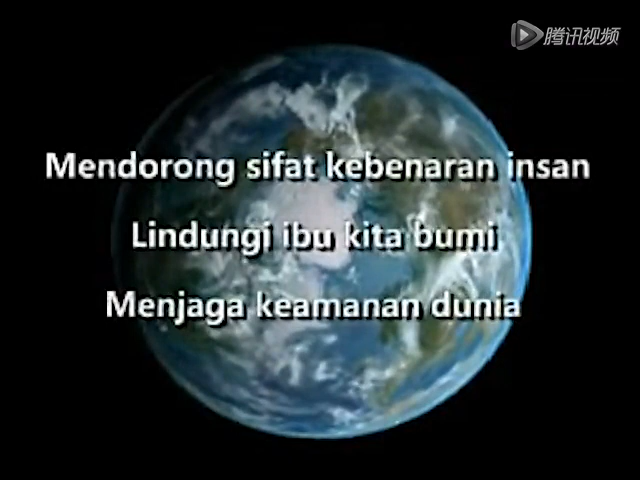 腾讯视频
Mendorong sifat kebenaran insan
Lindungi ibu kita bumi
Menjaga keamanan dunia